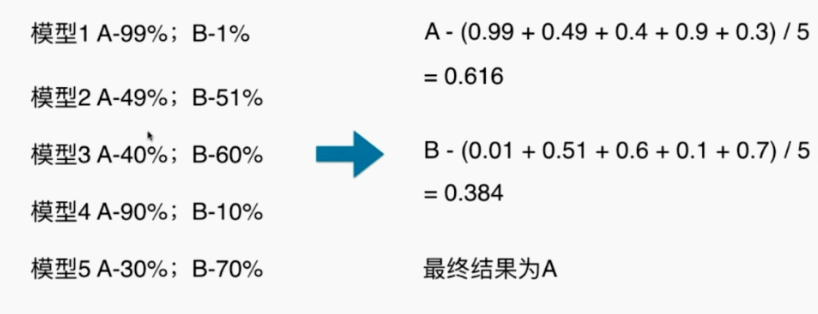 模型1 A-99%；B-1%
模型2 A-49%；B-51%
模型3 A-40%；B-60%
模型4 A-90%；B-10%
模型5 A-30%；B-70%
A - (0.99 + 0.49 + 0.4 + 0.9 + 0.3) / 5
= 0.616
B - (0.01 + 0.51 + 0.6 + 0.1 + 0.7) / 5
= 0.384
最终结果为A